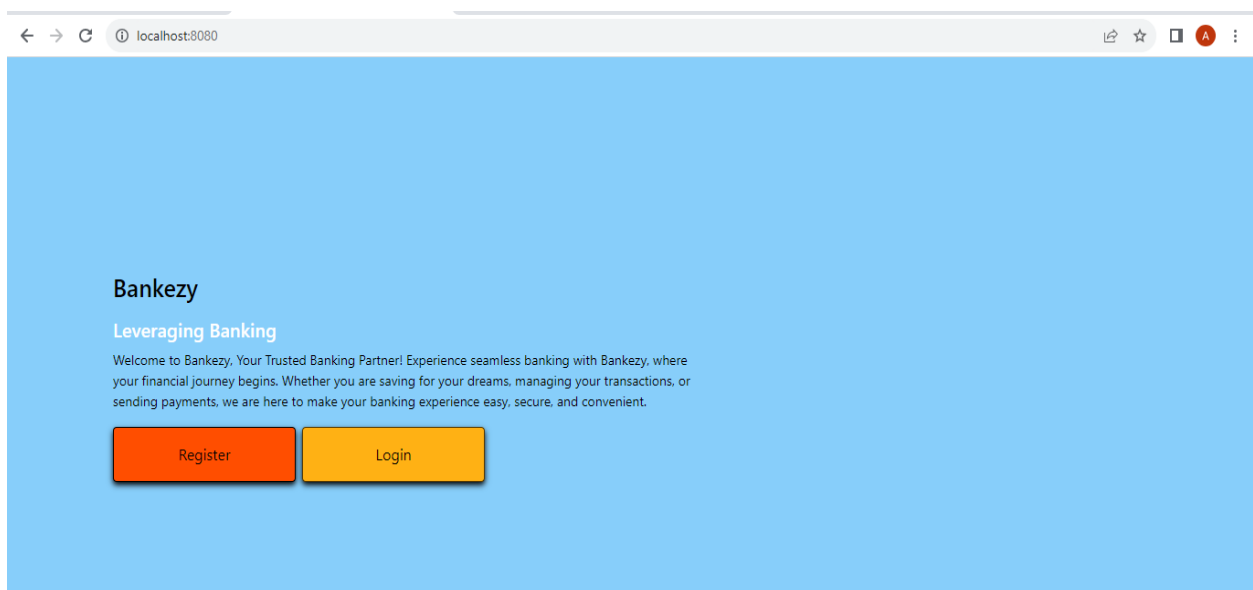 localhost:8080
A
Bankezy
Leveraging Banking
Welcome to Bankezy, Your Trusted Banking Partner! Experience seamless banking with Bankezy, where
your financial journey begins. Whether you are saving for your dreams, managing your transactions, or
sending payments, we are here to make your banking experience easy, secure, and convenient.
Register
Login